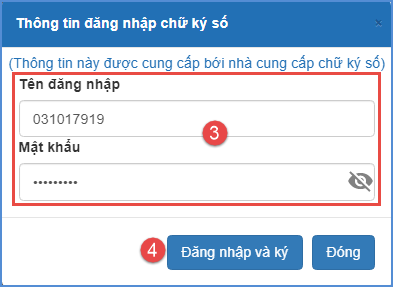 Thông tin đăng nhập chữ ký số ×
(Thông tin này được cung cấp bởi nhà cung cấp chữ ký số)
Tên đăng nhập
031017919
3
Mật khẩu
•••••••••
4 Đăng nhập và ký Đóng